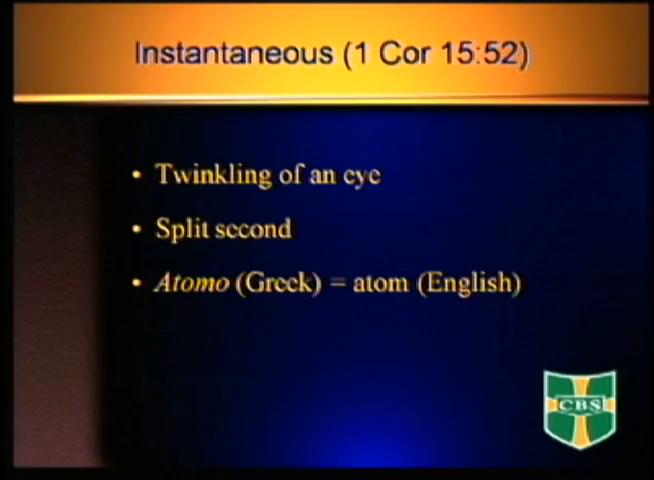 Instantaneous (1 Cor 15:52)
• Twinkling of an eye
• Split second
• Atomo (Greek) = atom (English)
CBS